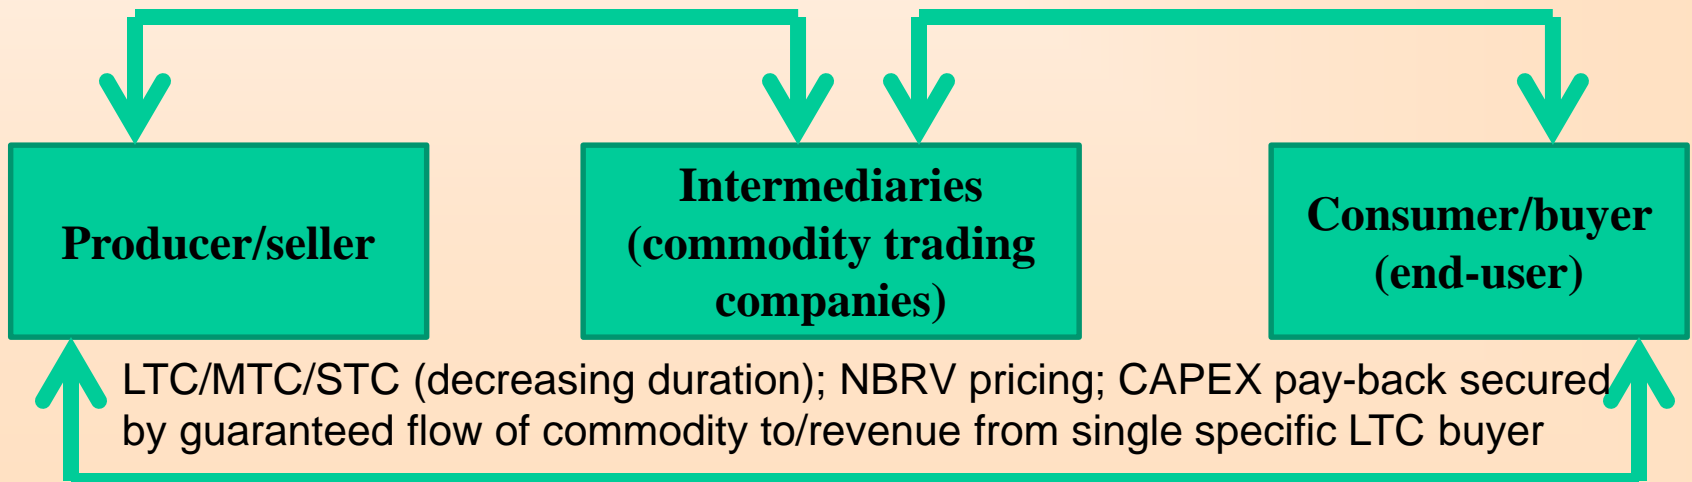 Producer/seller
Intermediaries
(commodity trading
companies)
Consumer/buyer
(end-user)
LTC/MTC/STC (decreasing duration); NBRV pricing; CAPEX pay-back secured
by guaranteed flow of commodity to/revenue from single specific LTC buyer